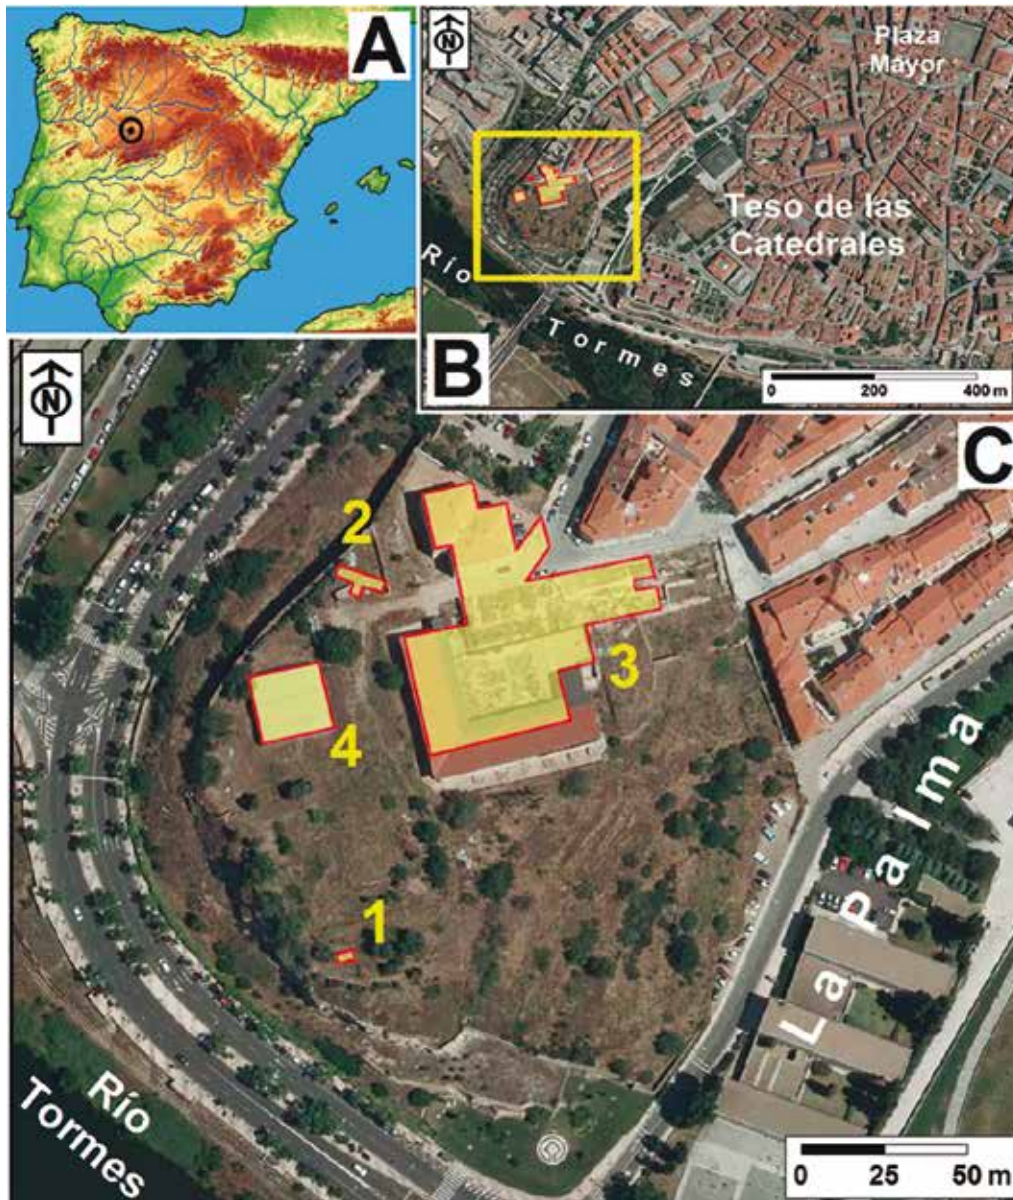 A
N
Plaza
Mayor
Teso de las
Catedrales
Río
Tormes
B
0 200 400 m
N
C
2
3
4
1
La Palma
Río
Tormes
0 25 50 m